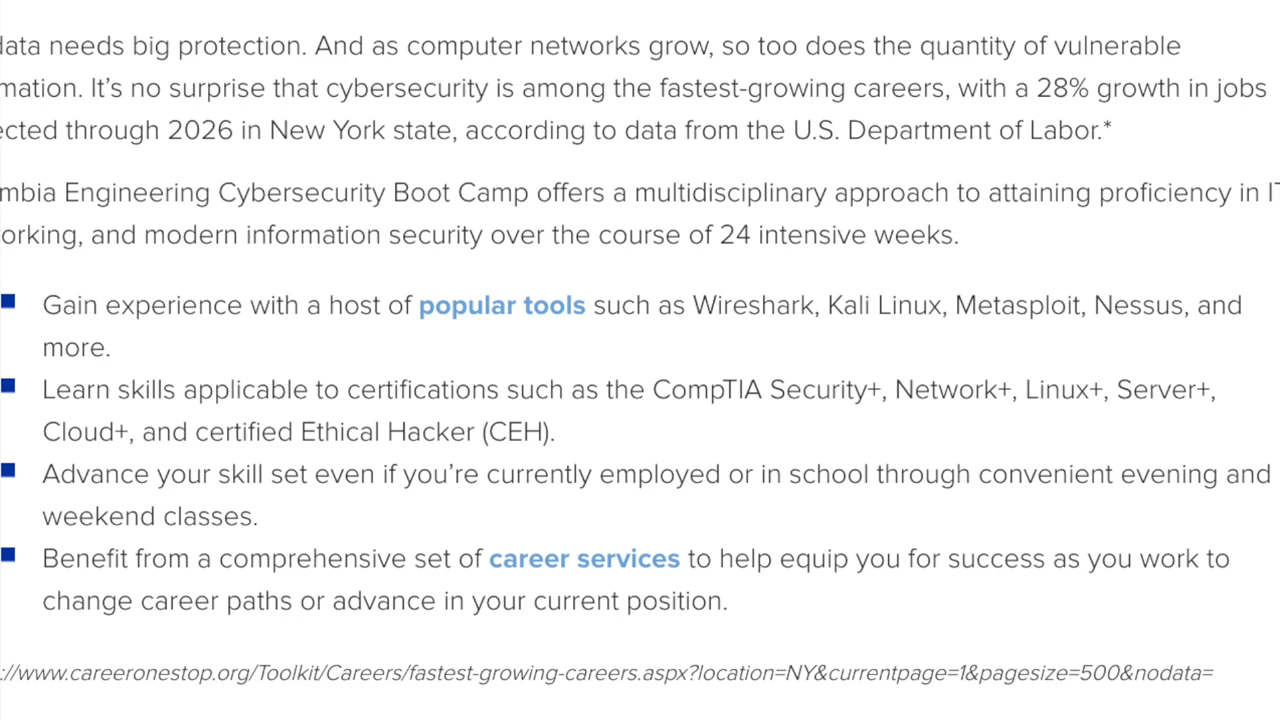 data needs big protection. And as computer networks grow, so too does the quantity of vulnerable
mation. It’s no surprise that cybersecurity is among the fastest-growing careers, with a 28% growth in jobs
ected through 2026 in New York state, according to data from the U.S. Department of Labor.*
mbia Engineering Cybersecurity Boot Camp offers a multidisciplinary approach to attaining proficiency in IT
orking, and modern information security over the course of 24 intensive weeks.
Gain experience with a host of popular tools such as Wireshark, Kali Linux, Metasploit, Nessus, and
more.
Learn skills applicable to certifications such as the CompTIA Security+, Network+, Linux+, Server+,
Cloud+, and certified Ethical Hacker (CEH).
Advance your skill set even if you’re currently employed or in school through convenient evening and
weekend classes.
Benefit from a comprehensive set of career services to help equip you for success as you work to
change career paths or advance in your current position.
://www.careeronestop.org/Toolkit/Careers/fastest-growing-careers.aspx?location=NY&currentpage=1&pagesize=500&nodata=